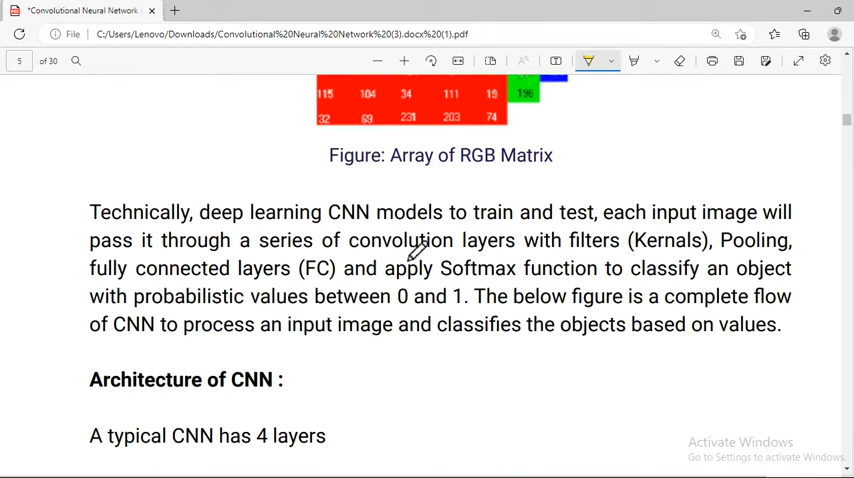 *Convolutional Neural Network (
File C:/Users/Lenovo/Downloads/Convolutional%20Neural%20Network%20(3).docx%20(1).pdf
5 of 30
198
115 104 34 111 19
32 69 231 203 74
Figure: Array of RGB Matrix
Technically, deep learning CNN models to train and test, each input image will
pass it through a series of convolution layers with filters (Kernals), Pooling,
fully connected layers (FC) and apply Softmax function to classify an object
with probabilistic values between 0 and 1. The below figure is a complete flow
of CNN to process an input image and classifies the objects based on values.
Architecture of CNN :
A typical CNN has 4 layers
Activate Windows
Go to Settings to activate Windows.